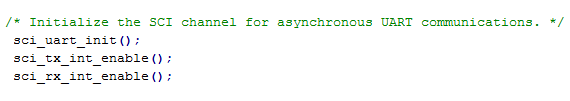 /* Initialize the SCI channel for asynchronous UART communications. */
sci_uart_init();
sci_tx_int_enable();
sci_rx_int_enable();